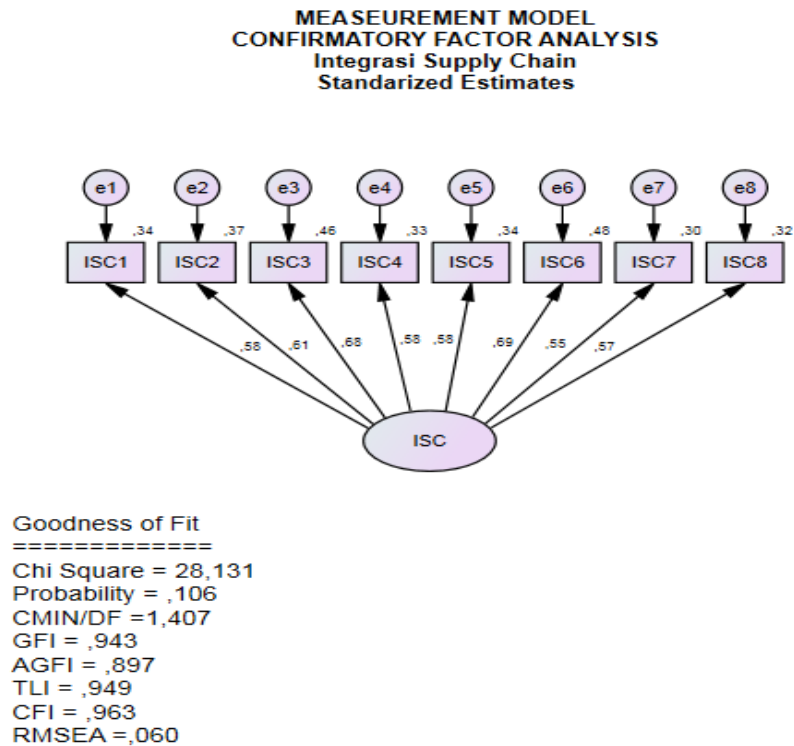 MEASEUREMENT MODEL
CONFIRMATORY FACTOR ANALYSIS
Integrasi Supply Chain
Standarized Estimates
e1 e2 e3 e4 e5 e6 e7 e8
,34 ,37 ,46 ,33 ,34 ,48 ,30 ,32
ISC1 ISC2 ISC3 ISC4 ISC5 ISC6 ISC7 ISC8
,58 ,61 ,68 ,58 ,58 ,69 ,55 ,57
ISC
Goodness of Fit
=============
Chi Square = 28,131
Probability = ,106
CMIN/DF =1,407
GFI = ,943
AGFI = ,897
TLI = ,949
CFI = ,963
RMSEA =,060